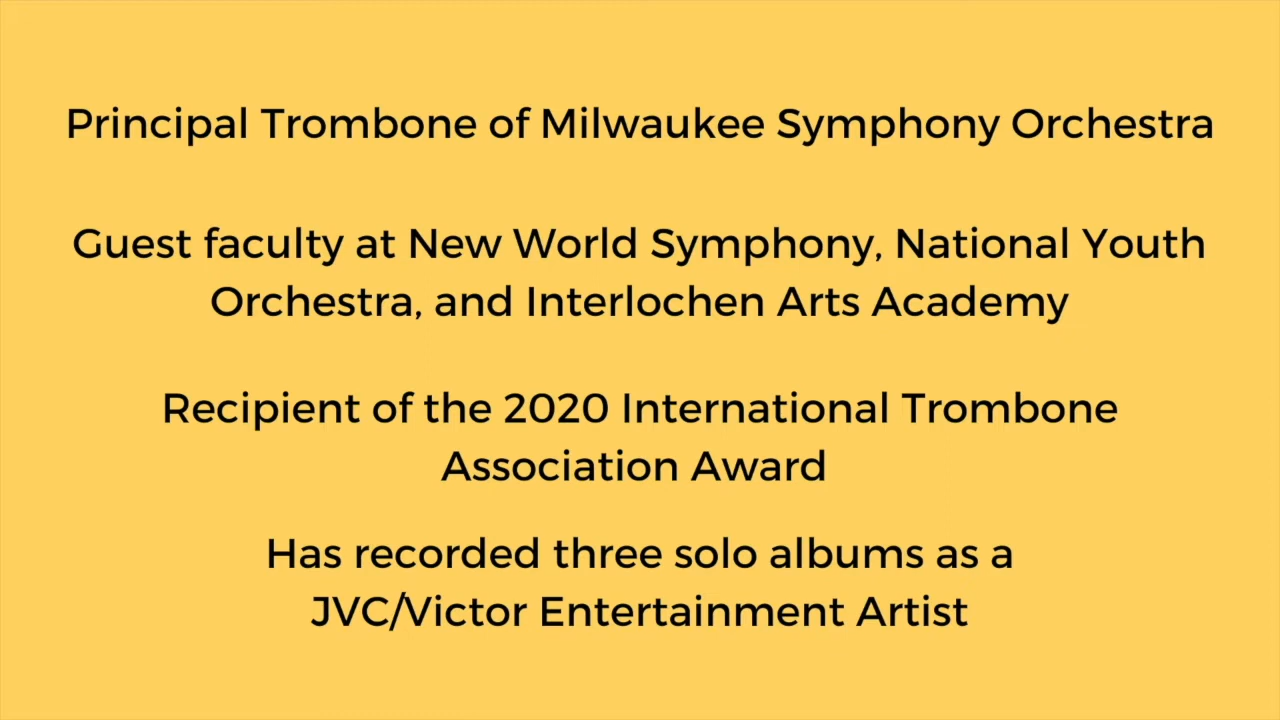 Principal Trombone of Milwaukee Symphony Orchestra
Guest faculty at New World Symphony, National Youth
Orchestra, and Interlochen Arts Academy
Recipient of the 2020 International Trombone
Association Award
Has recorded three solo albums as a
JVC/Victor Entertainment Artist